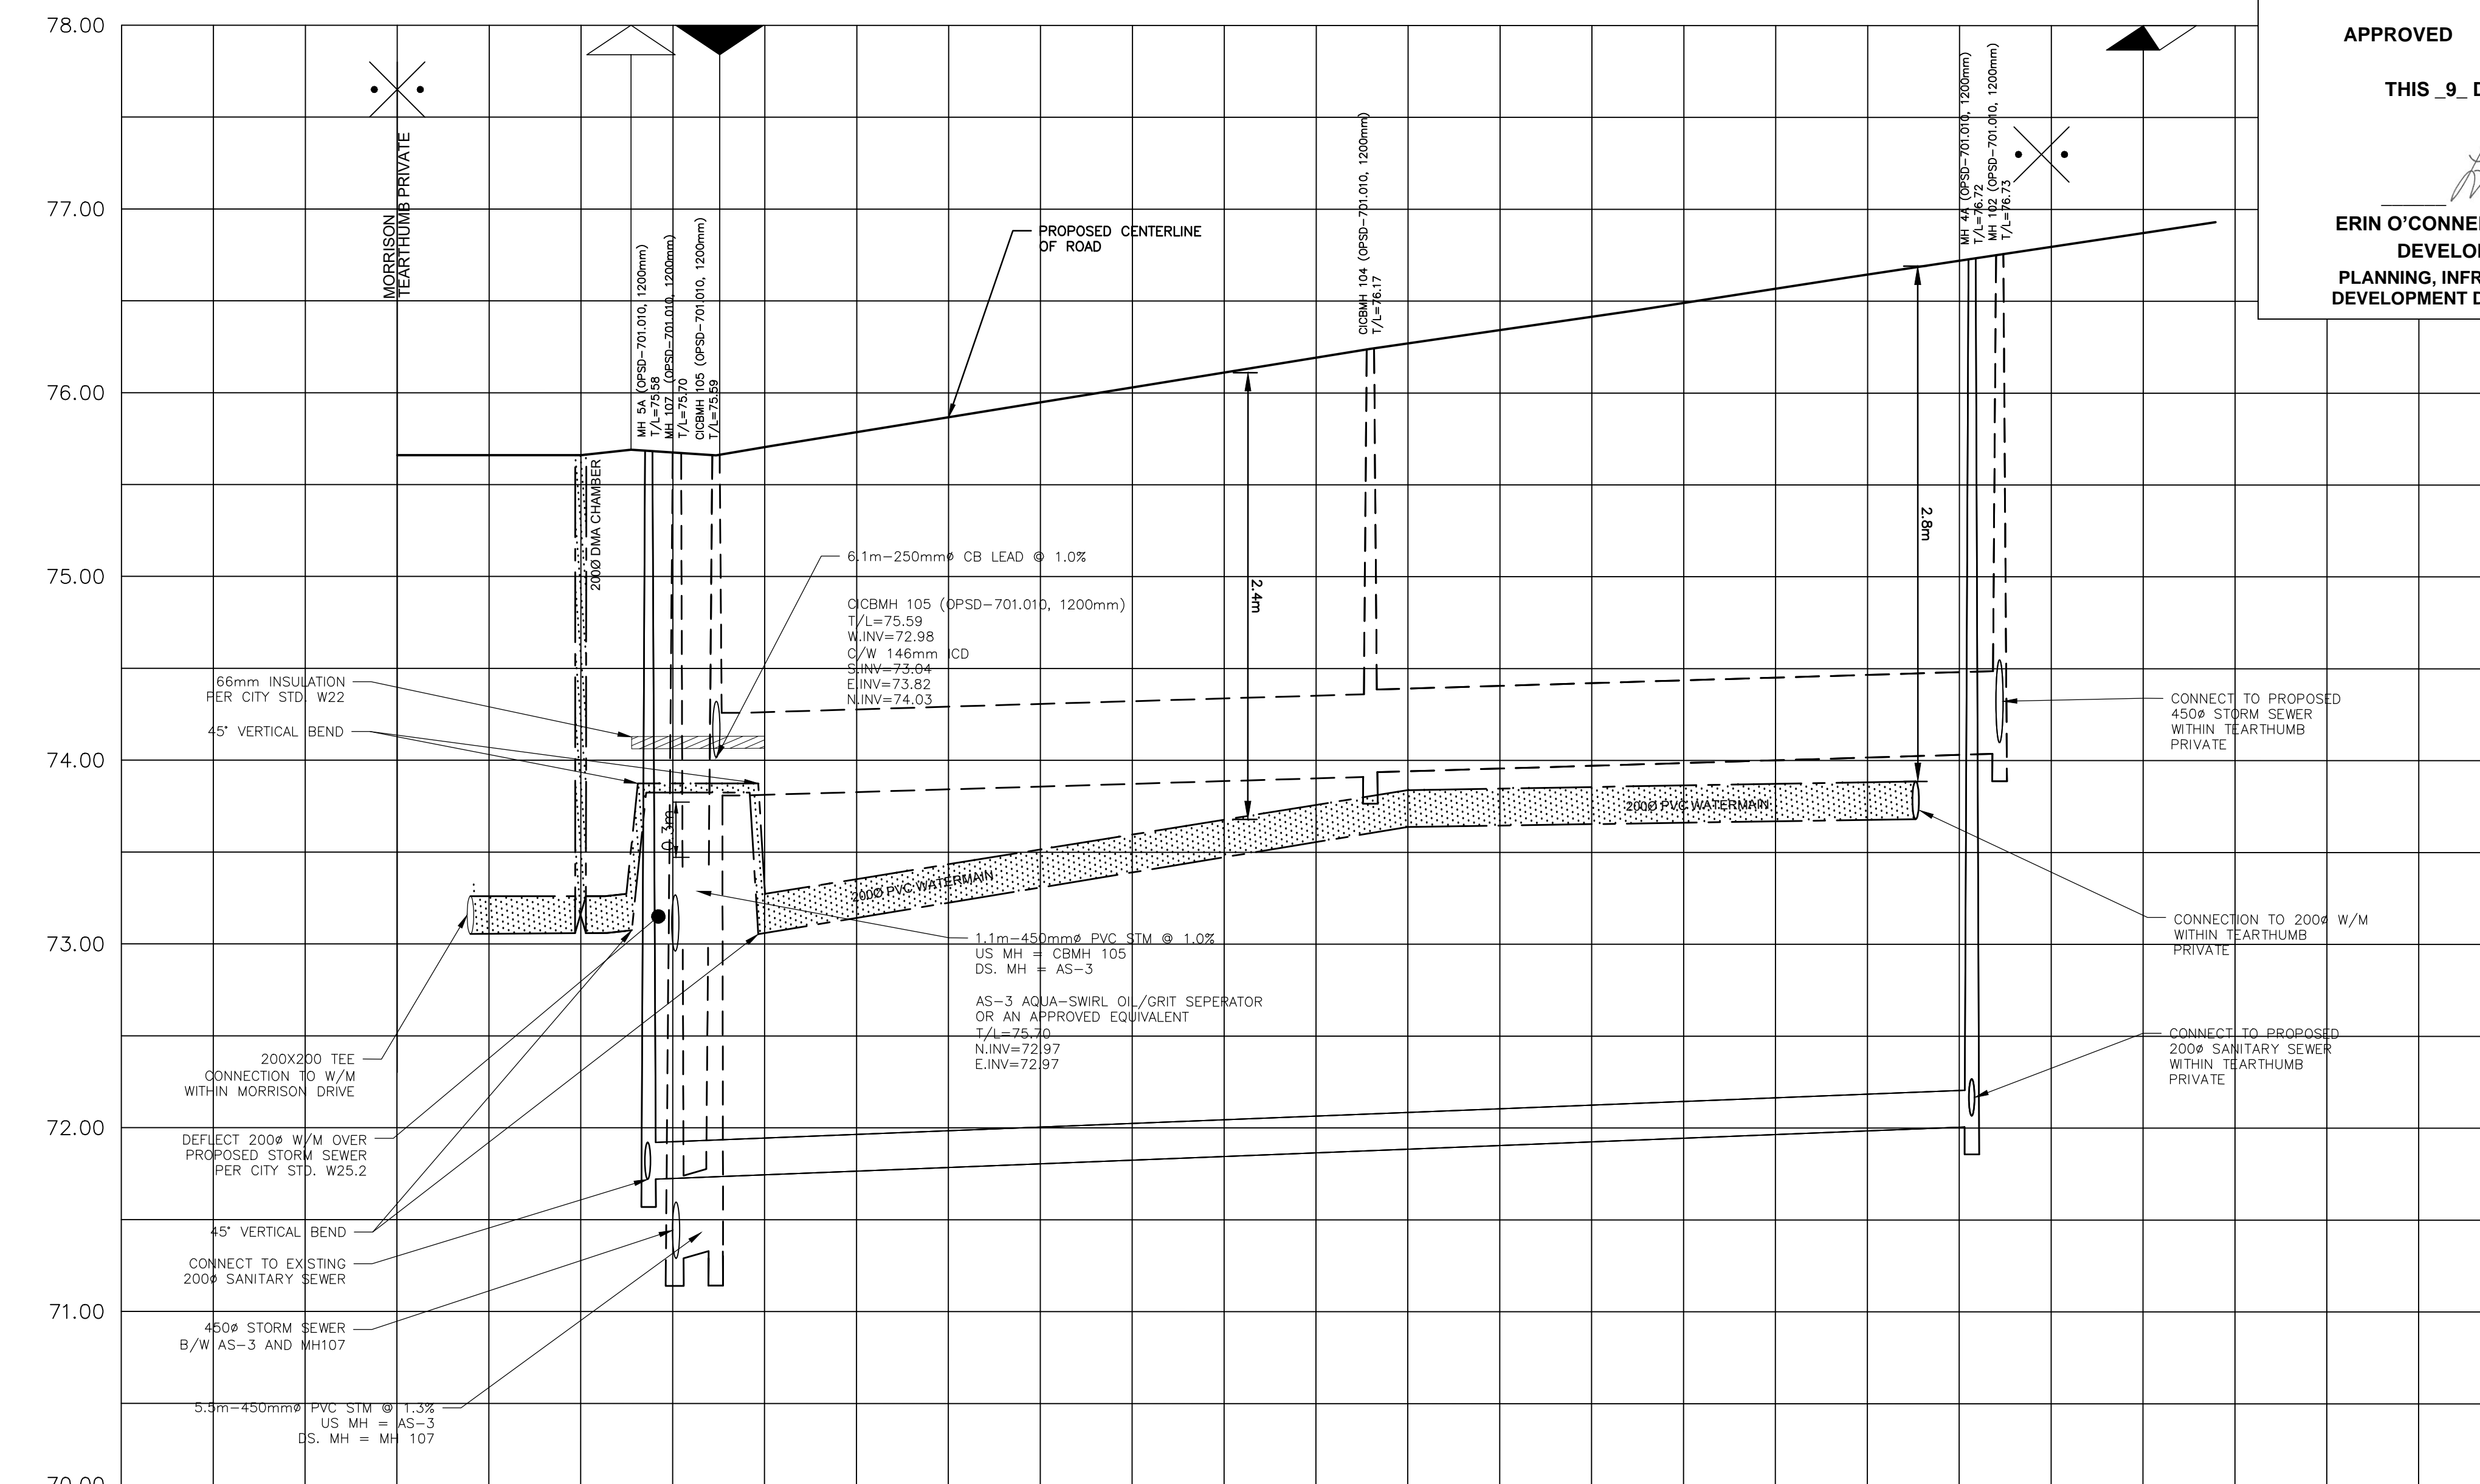 78.00
77.00
76.00
75.00
74.00
73.00
72.00
71.00
70.00
MORRISON
TEARTHUMB PRIVATE
200Ø DMA CHAMBER
MH 5A (OPSD-701.010, 1200mm)
T/L=75.58
MH 107 (OPSD-701.010, 1200mm)
T/L=75.70
CICBMH 105 (OPSD-701.010, 1200mm)
T/L=75.59
PROPOSED CENTERLINE
OF ROAD
CICBMH 104 (OPSD-701.010, 1200mm)
T/L=76.17
MH 4A (OPSD-701.010, 1200mm)
T/L=76.72
MH 102 (OPSD-701.010, 1200mm)
T/L=76.73
APPROVED
THIS _9_ D
ERIN O'CONNE
DEVELO
PLANNING, INFR
DEVELOPMENT D
6.1m-250mmø CB LEAD @ 1.0%
CICBMH 105 (OPSD-701.010, 1200mm)
T/L=75.59
W.INV=72.98
C/W 146mm ICD
S.INV=73.04
E.INV=73.82
N.INV=74.03
2.4m
2.8m
0.3m
66mm INSULATION
PER CITY STD. W22
45° VERTICAL BEND
200Ø PVC WATERMAIN
200Ø PVC WATERMAIN
CONNECT TO PROPOSED
450ø STORM SEWER
WITHIN TEARTHUMB
PRIVATE
CONNECTION TO 200ø W/M
WITHIN TEARTHUMB
PRIVATE
CONNECT TO PROPOSED
200ø SANITARY SEWER
WITHIN TEARTHUMB
PRIVATE
1.1m-450mmø PVC STM @ 1.0%
US MH = CBMH 105
DS. MH = AS-3
AS-3 AQUA-SWIRL OIL/GRIT SEPERATOR
OR AN APPROVED EQUIVALENT
T/L=75.70
N.INV=72.97
E.INV=72.97
200X200 TEE
CONNECTION TO W/M
WITHIN MORRISON DRIVE
DEFLECT 200ø W/M OVER
PROPOSED STORM SEWER
PER CITY STD. W25.2
45° VERTICAL BEND
CONNECT TO EXISTING
200ø SANITARY SEWER
450ø STORM SEWER
B/W AS-3 AND MH107
5.5m-450mmø PVC STM @ 1.3%
US MH = AS-3
DS. MH = MH 107